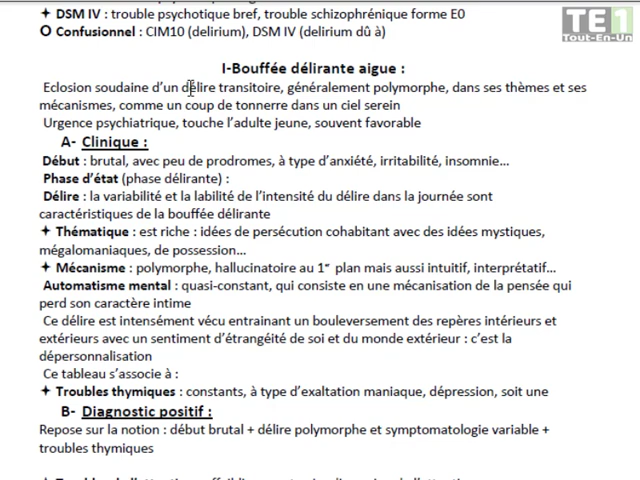 ✦ DSM IV : trouble psychotique bref, trouble schizophrénique forme E0
O Confusionnel : CIM10 (delirium), DSM IV (delirium dû à)
TE1
Tout-En-Un
I-Bouffée délirante aigue :
Eclosion soudaine d’un délire transitoire, généralement polymorphe, dans ses thèmes et ses
mécanismes, comme un coup de tonnerre dans un ciel serein
Urgence psychiatrique, touche l’adulte jeune, souvent favorable
A- Clinique :
Début : brutal, avec peu de prodromes, à type d’anxiété, irritabilité, insomnie…
Phase d’état (phase délirante) :
Délire : la variabilité et la labilité de l’intensité du délire dans la journée sont
caractéristiques de la bouffée délirante
✦ Thématique : est riche : idées de persécution cohabitant avec des idées mystiques,
mégalomaniaques, de possession…
✦ Mécanisme : polymorphe, hallucinatoire au 1er plan mais aussi intuitif, interprétatif…
Automatisme mental : quasi-constant, qui consiste en une mécanisation de la pensée qui
perd son caractère intime
Ce délire est intensément vécu entrainant un bouleversement des repères intérieurs et
extérieurs avec un sentiment d’étrangéité de soi et du monde extérieur : c’est la
dépersonnalisation
Ce tableau s’associe à :
✦ Troubles thymiques : constants, à type d’exaltation maniaque, dépression, soit une
B- Diagnostic positif :
Repose sur la notion : début brutal + délire polymorphe et symptomatologie variable +
troubles thymiques